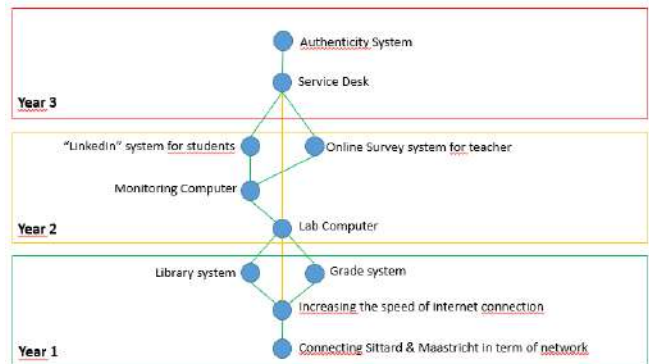 Authenticity System
Service Desk
Year 3
"Linkedin" system for students
Online Survey system for teacher
Monitoring Computer
Lab Computer
Year 2
Library system
Grade system
Increasing the speed of internet connection
Connecting Sittard & Maastricht in term of network
Year 1